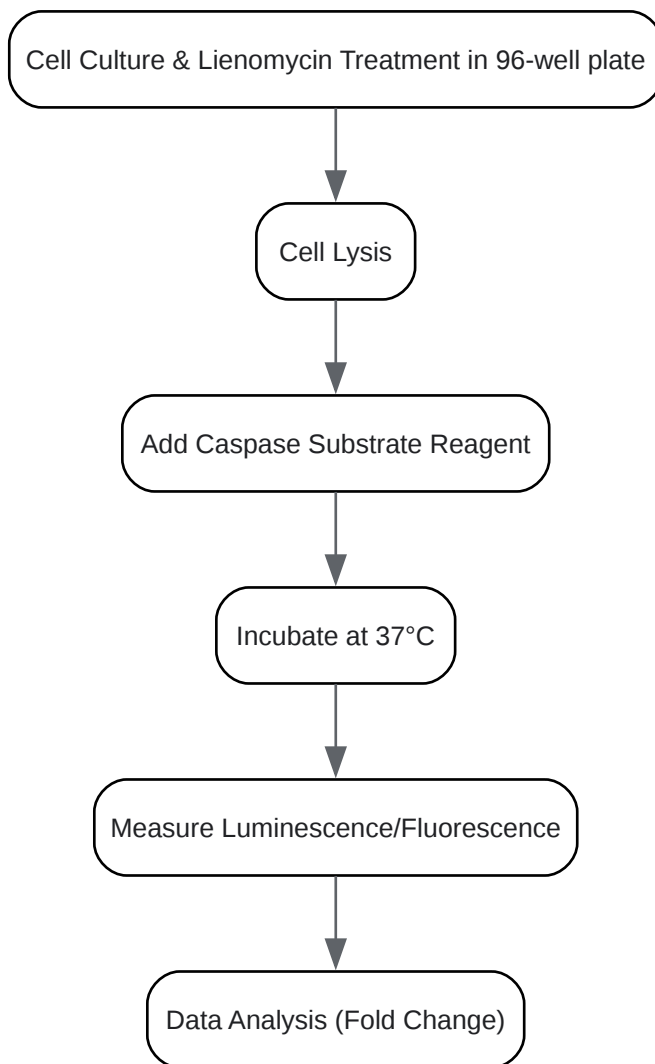 Cell Culture & Lienomycin Treatment in 96-well plate
Cell Lysis
Add Caspase Substrate Reagent
Incubate at 37°C
Measure Luminescence/Fluorescence
Data Analysis (Fold Change)